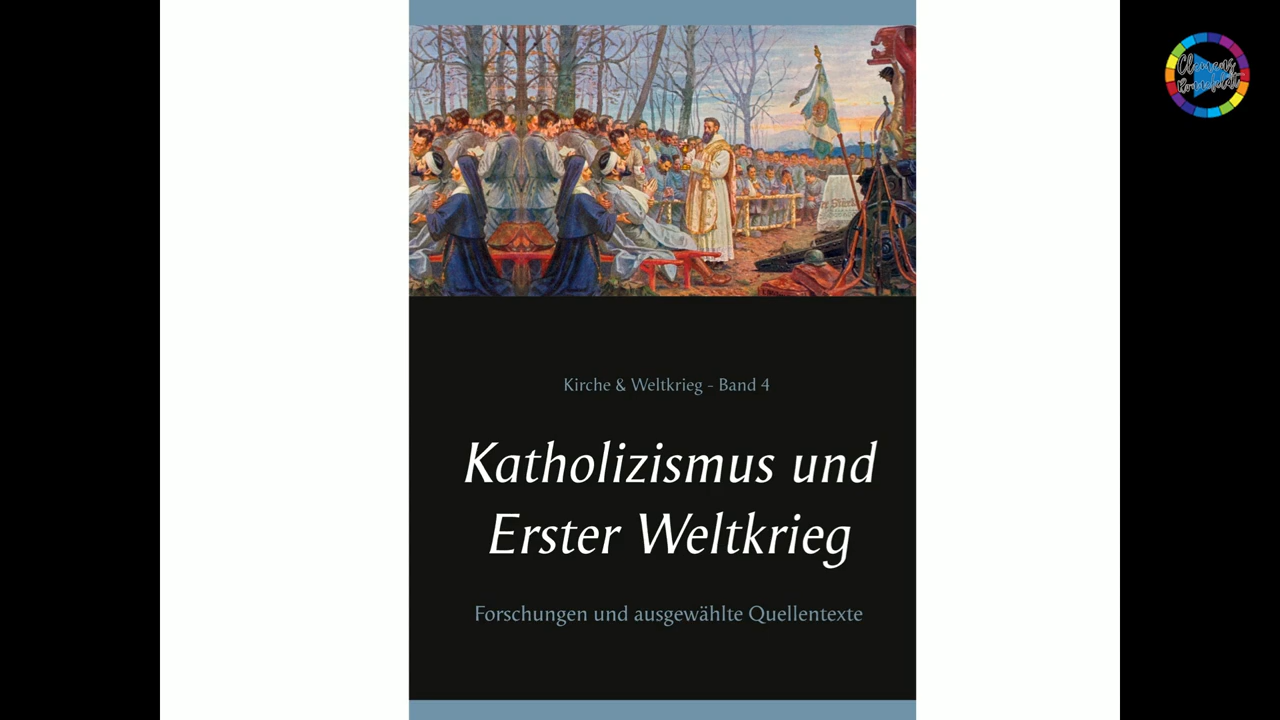 Kirche & Weltkrieg - Band 4
Katholizismus und
Erster Weltkrieg
Forschungen und ausgewählte Quellentexte